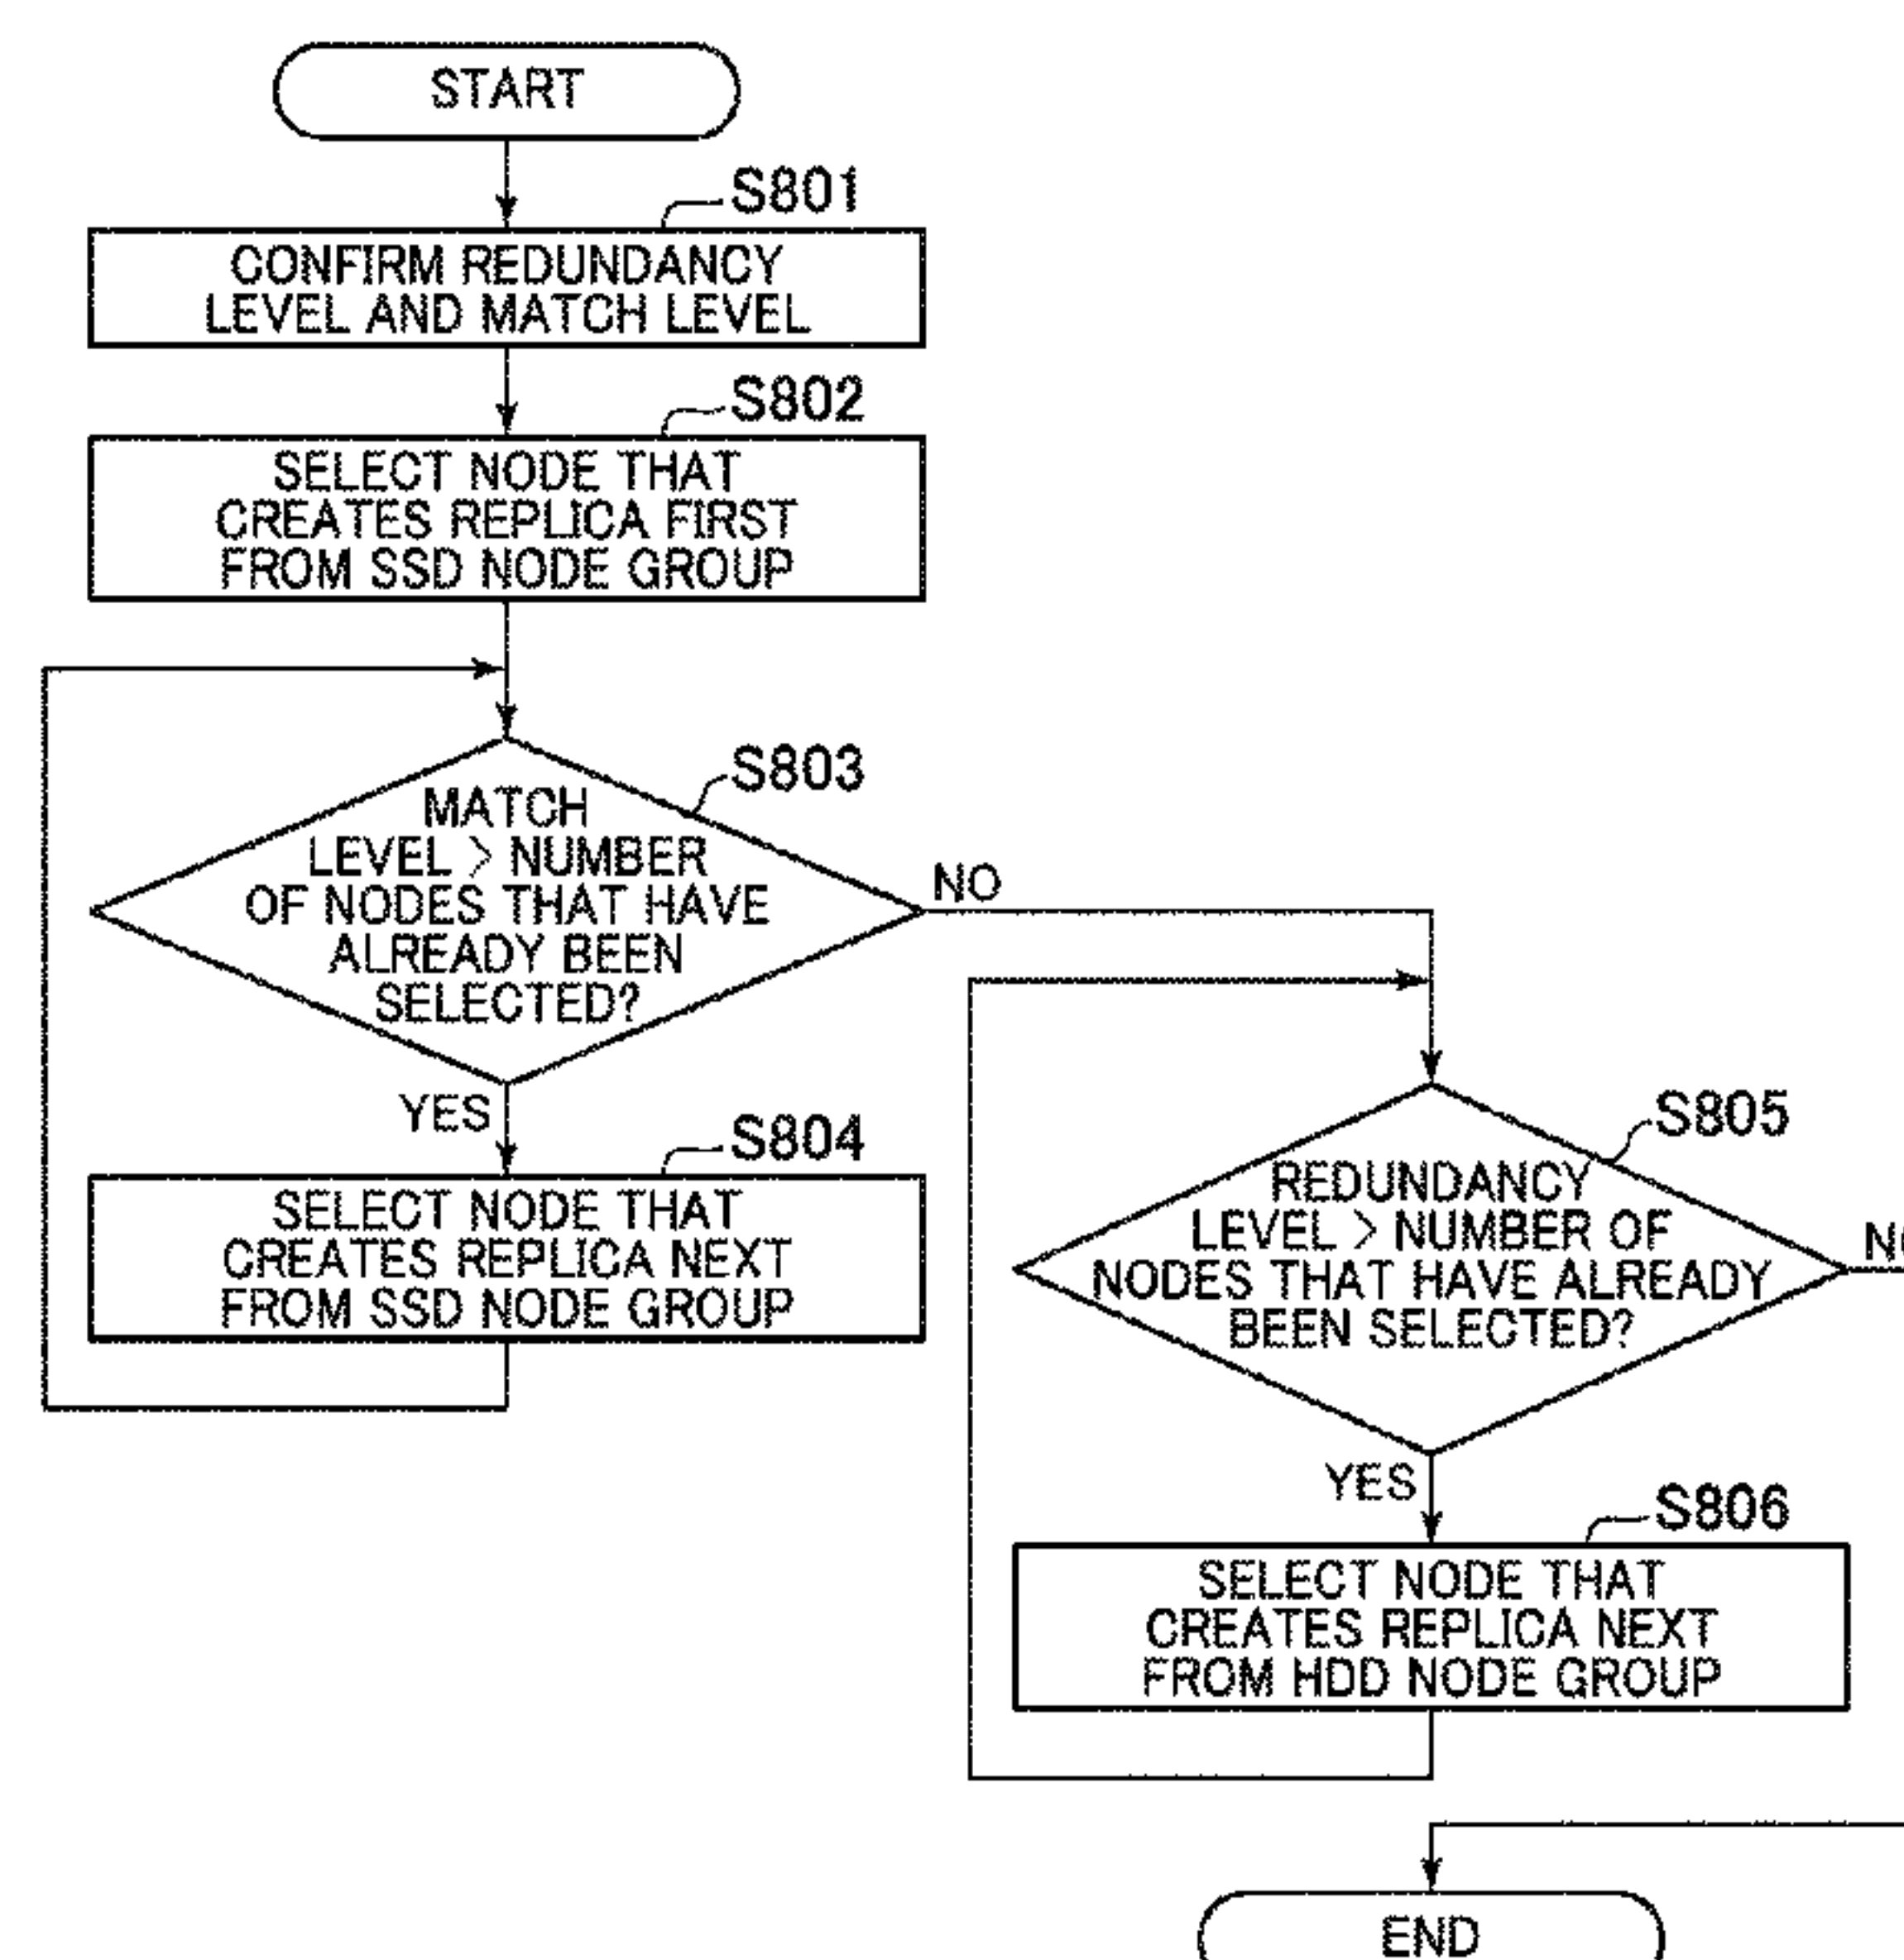 START
S801
CONFIRM REDUNDANCY
LEVEL AND MATCH LEVEL
S802
SELECT NODE THAT
CREATES REPLICA FIRST
FROM SSD NODE GROUP
S803
MATCH
LEVEL > NUMBER
OF NODES THAT HAVE
ALREADY BEEN
SELECTED?
NO
YES
S804
SELECT NODE THAT
CREATES REPLICA NEXT
FROM SSD NODE GROUP
S805
REDUNDANCY
LEVEL > NUMBER OF
NODES THAT HAVE ALREADY
BEEN SELECTED?
YES
S806
SELECT NODE THAT
CREATES REPLICA NEXT
FROM HDD NODE GROUP
END